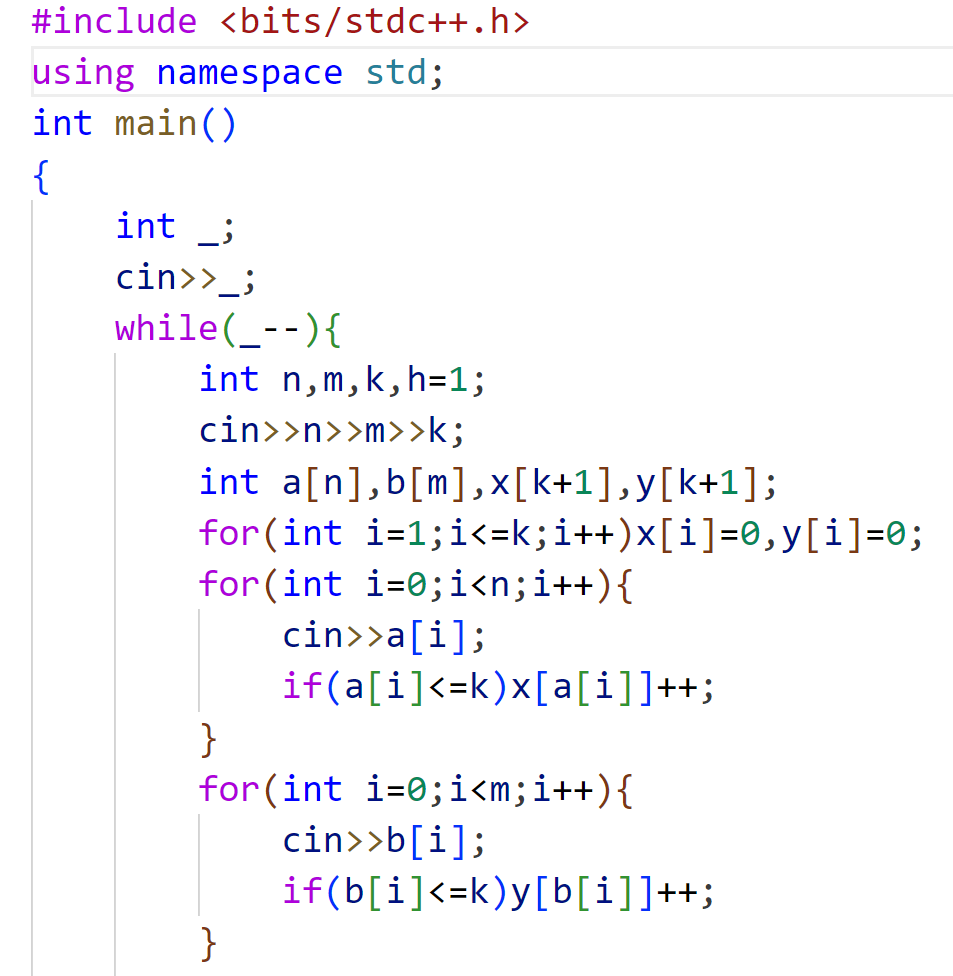 #include <bits/stdc++.h>
using namespace std;
int main()
{
    int _;
    cin>>_;
    while(_--){
        int n,m,k,h=1;
        cin>>n>>m>>k;
        int a[n],b[m],x[k+1],y[k+1];
        for(int i=1;i<=k;i++)x[i]=0,y[i]=0;
        for(int i=0;i<n;i++){
            cin>>a[i];
            if(a[i]<=k)x[a[i]]++;
        }
        for(int i=0;i<m;i++){
            cin>>b[i];
            if(b[i]<=k)y[b[i]]++;
        }